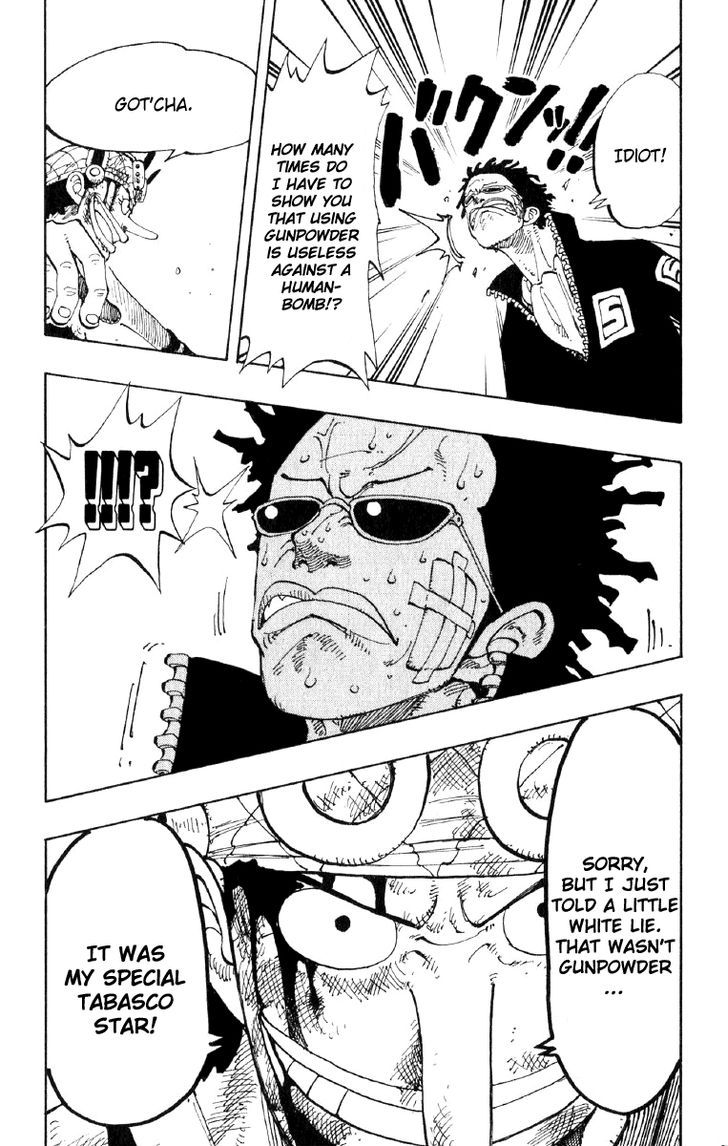 IDIOT!
バクンッ!!
HOW MANY
TIMES DO
I HAVE TO
SHOW YOU
THAT USING
GUNPOWDER
IS USELESS
AGAINST A
HUMAN-
BOMB!?
5
5
GOT'CHA.
!!!!?
SORRY,
BUT I JUST
TOLD A LITTLE
WHITE LIE.
THAT WASN'T
GUNPOWDER
...
IT WAS
MY SPECIAL
TABASCO
STAR!